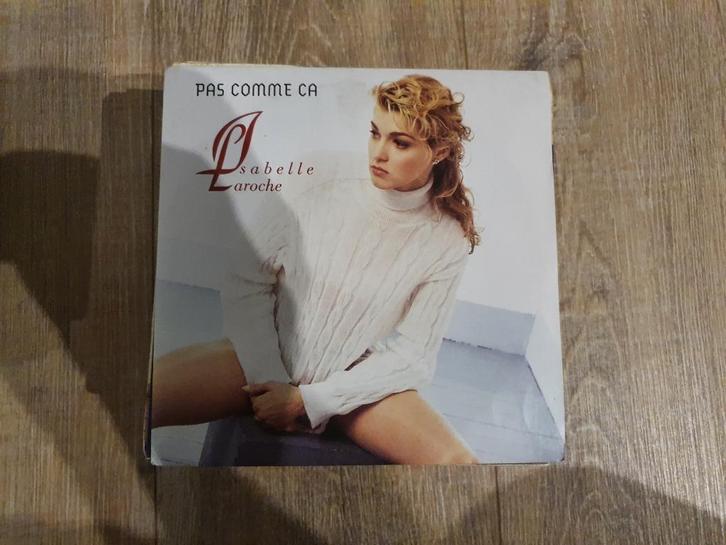 PAS COMME CA
Isabelle
Laroche